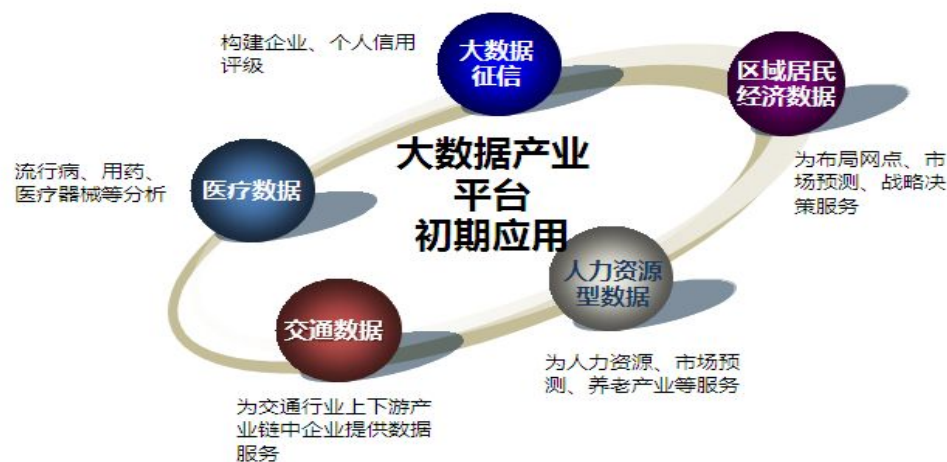 构建企业、个人信用
评级
大数据
征信
区域居民
经济数据
为布局网点、市
场预测、战略决
策服务
流行病、用药、
医疗器械等分析
医疗数据
大数据产业
平台
初期应用
人力资源
型数据
为人力资源、市场预
测、养老产业等服务
交通数据
为交通行业上下游产
业链中企业提供数据
服务